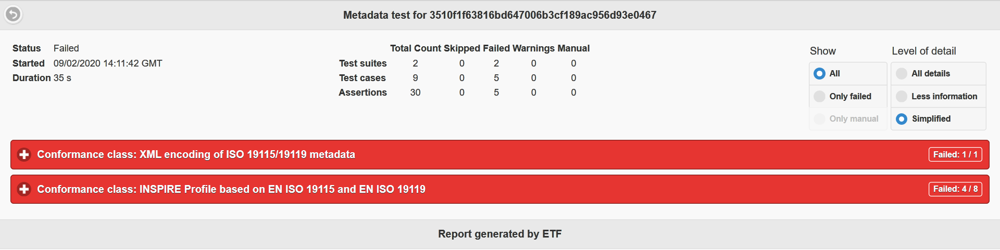 Metadata test for 3510f1f63816bd647006b3cf189ac956d93e0467
Status Failed
Started 09/02/2020 14:11:42 GMT
Duration 35 s
Total Count Skipped Failed Warnings Manual
Test suites 2 0 2 0 0
Test cases 9 0 5 0 0
Assertions 30 0 5 0 0
Show
All
Only failed
Only manual
Level of detail
All details
Less information
Simplified
Conformance class: XML encoding of ISO 19115/19119 metadata Failed: 1 / 1
Conformance class: INSPIRE Profile based on EN ISO 19115 and EN ISO 19119 Failed: 4 / 8
Report generated by ETF